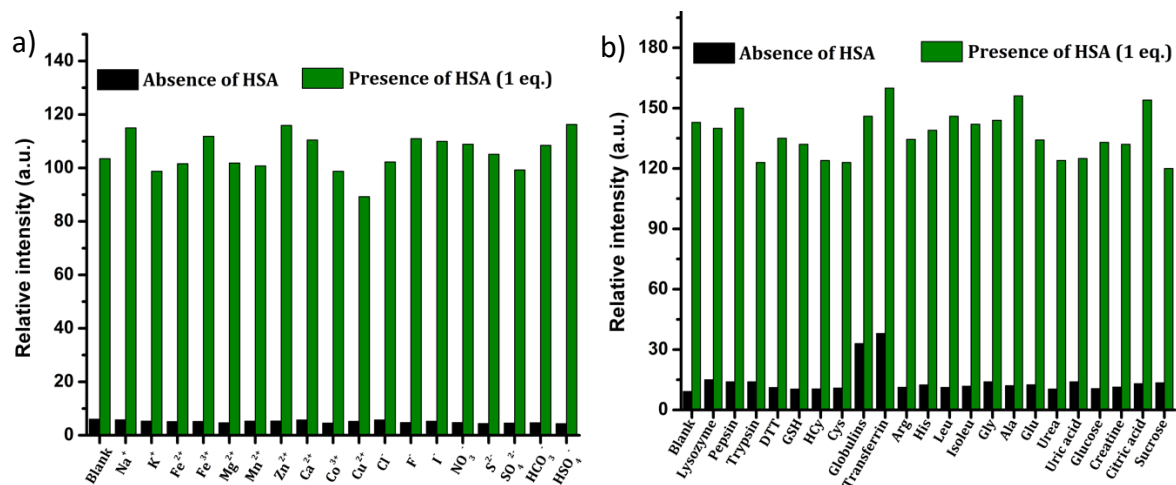 a)
Relative intensity (a.u.)
140
120
100
80
60
40
20
0
Absence of HSA
Presence of HSA (1 eq.)
Blank
Na⁺
K⁺
Fe²⁺
Fe³⁺
Mg²⁺
Mn²⁺
Zn²⁺
Ca²⁺
Co³⁺
Cu²⁺
Cl⁻
F⁻
I⁻
NO₃⁻
S²⁻
SO₄²⁻
HCO₃⁻
HSO₄⁻
b)
Relative intensity (a.u.)
180
150
120
90
60
30
0
Absence of HSA
Presence of HSA (1 eq.)
Blank
Lysozyme
Pepsin
Trypsin
DTT
GSH
HCy
Cys
Globulins
Transferrin
Arg
His
Leu
Isoleu
Gly
Ala
Glu
Urea
Uric acid
Glucose
Creatine
Citric acid
Sucrose